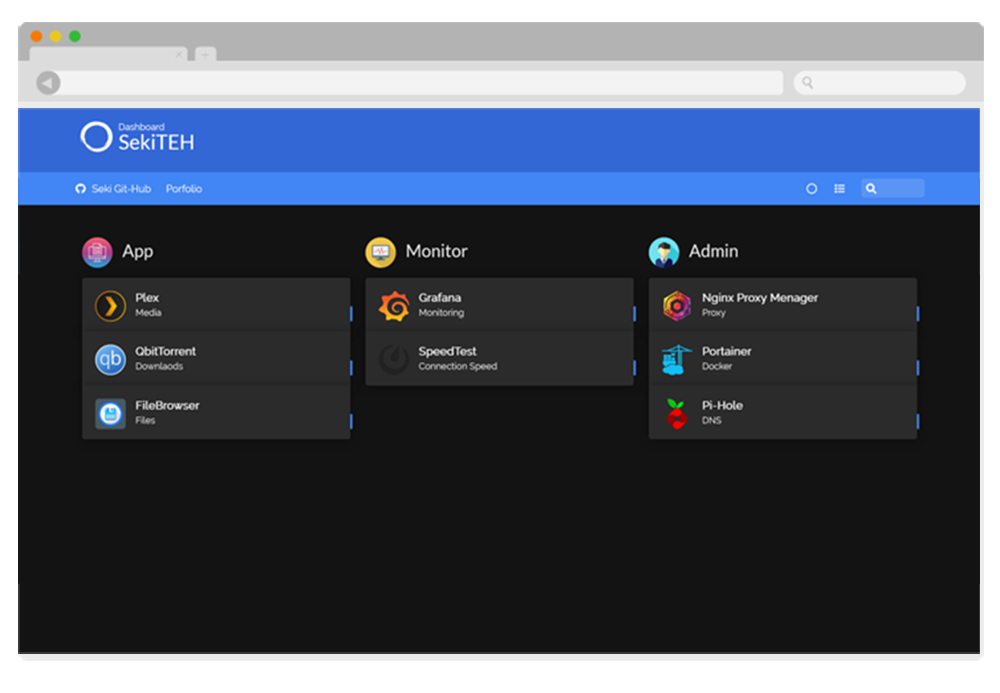 Dashboard
SekiTEH
Seki Git-Hub Porfolio
App
Plex
Media
qb
QbitTorrent
Downlaods
FileBrowser
Files
Monitor
Grafana
Monitoring
SpeedTest
Connection Speed
Admin
Nginx Proxy Menager
Proxy
Portainer
Docker
Pi-Hole
DNS